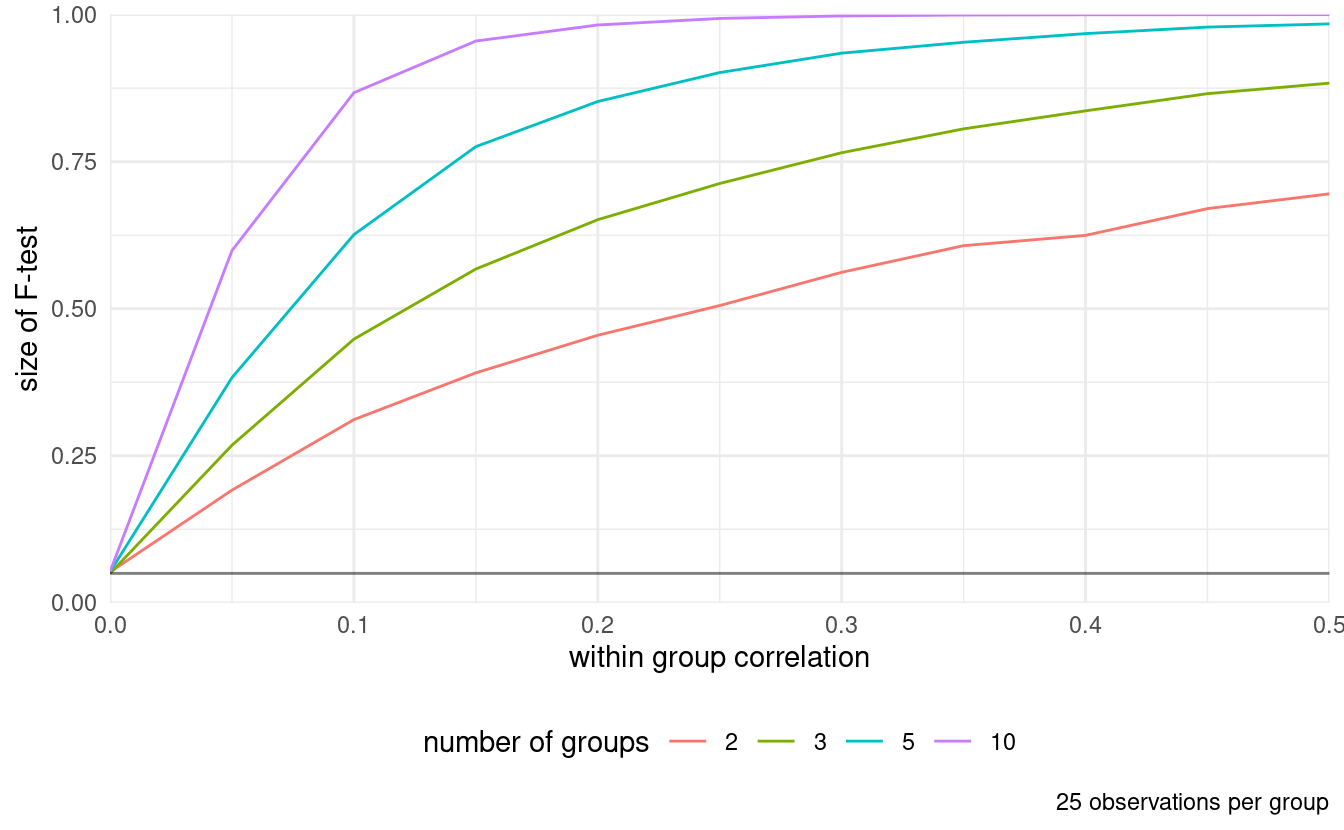 size of F-test
1.00
0.75
0.50
0.25
0.00
0.0 0.1 0.2 0.3 0.4 0.5
within group correlation
number of groups 2 3 5 10
25 observations per group